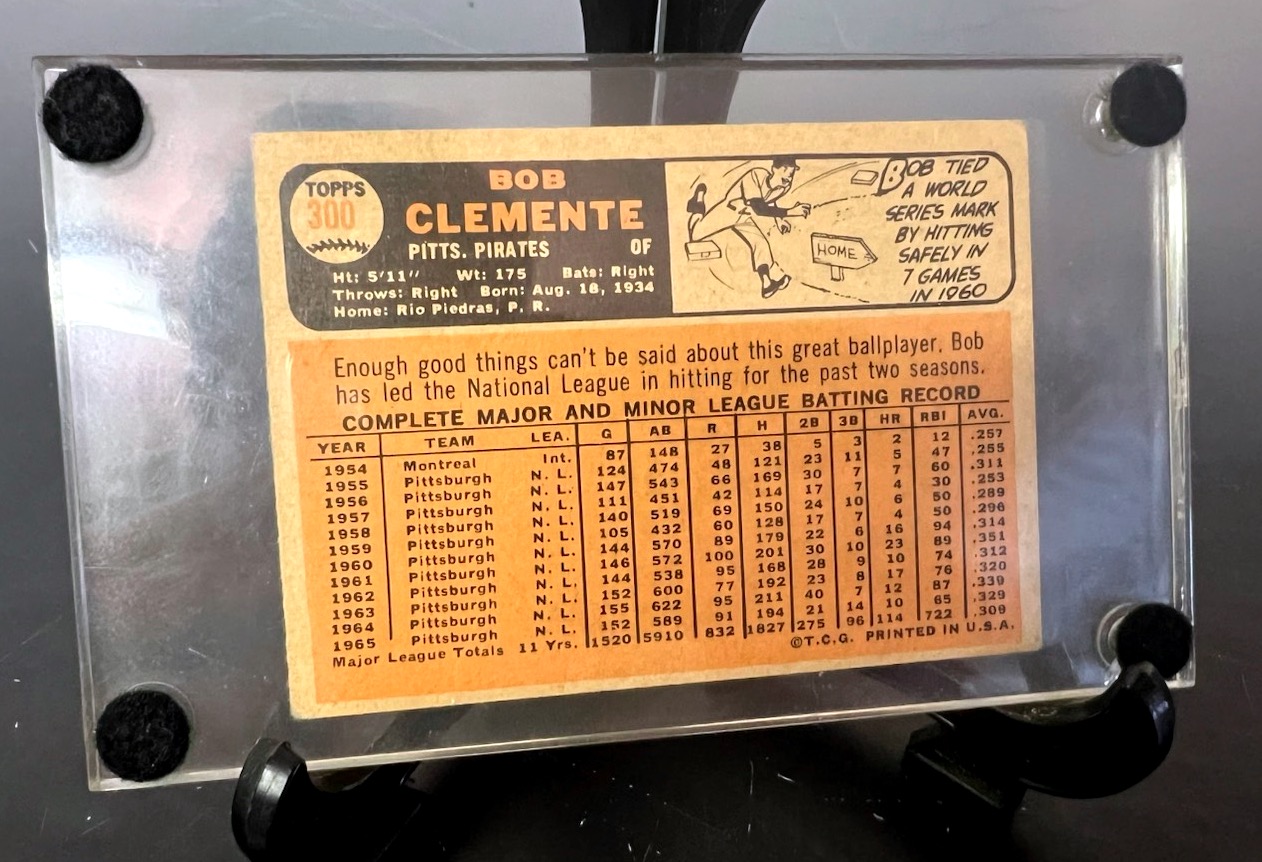 TOPPS
300
BOB
CLEMENTE
PITTS. PIRATES OF
Ht: 5'11" Wt: 175 Bats: Right
Throws: Right Born: Aug. 18, 1934
Home: Rio Piedras, P. R.
HOME
BOB TIED
A WORLD
SERIES MARK
BY HITTING
SAFELY IN
7 GAMES
IN 1960
Enough good things can't be said about this great ballplayer. Bob
has led the National League in hitting for the past two seasons.
COMPLETE MAJOR AND MINOR LEAGUE BATTING RECORD
YEAR TEAM LEA. G AB R H 2B 3B HR RBI AVG.
1954 Montreal Int. 87 148 27 38 5 3 2 12 .257
1955 Pittsburgh N. L. 124 474 48 121 23 11 5 47 .255
1956 Pittsburgh N. L. 147 543 66 169 30 7 7 60 .311
1957 Pittsburgh N. L. 111 451 42 114 17 7 4 30 .253
1958 Pittsburgh N. L. 140 519 69 150 24 10 6 50 .289
1959 Pittsburgh N. L. 105 432 60 128 17 7 4 50 .296
1960 Pittsburgh N. L. 144 570 89 179 22 6 16 94 .314
1961 Pittsburgh N. L. 146 572 100 201 30 10 23 89 .351
1962 Pittsburgh N. L. 144 538 95 168 28 9 10 74 .312
1963 Pittsburgh N. L. 152 600 77 192 23 8 17 76 .320
1964 Pittsburgh N. L. 155 622 95 211 40 7 12 87 .339
1965 Pittsburgh N. L. 152 589 91 194 21 14 10 65 .329
Major League Totals 11 Yrs. 1520 5910 832 1827 275 96 114 722 .309
©T.C.G. PRINTED IN U.S.A.